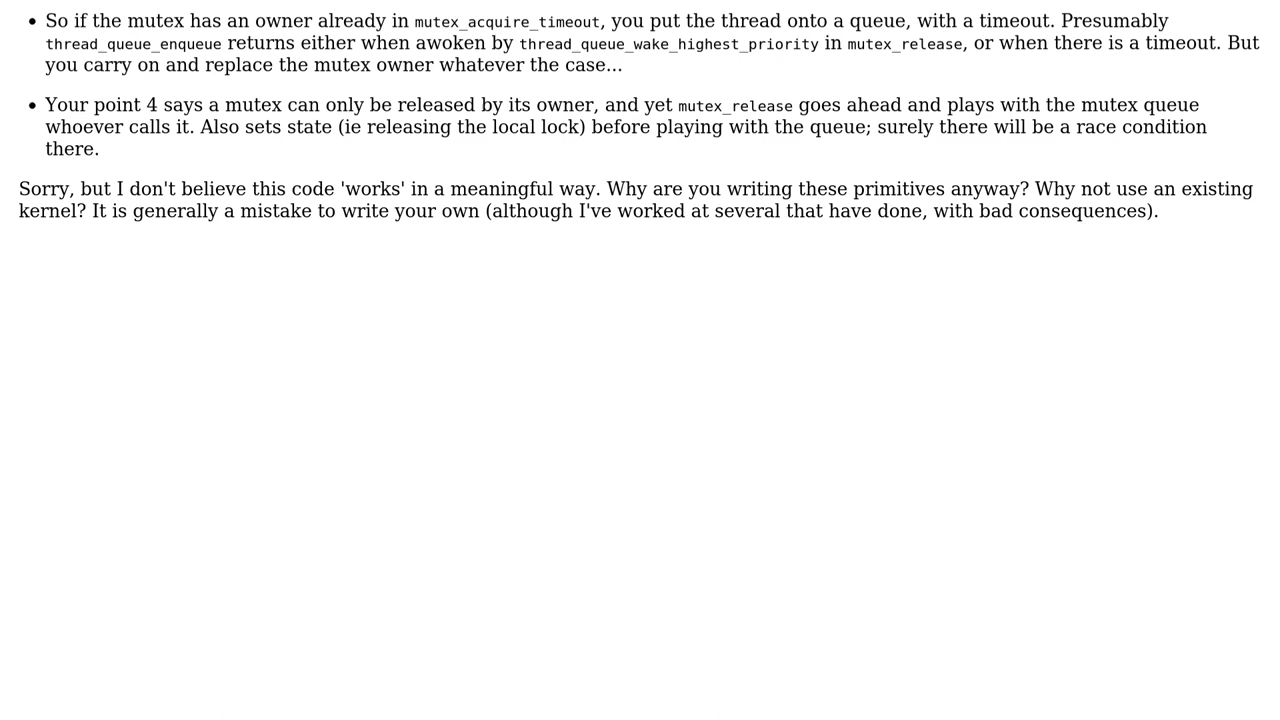 • So if the mutex has an owner already in mutex_acquire_timeout, you put the thread onto a queue, with a timeout. Presumably
thread_queue_enqueue returns either when awoken by thread_queue_wake_highest_priority in mutex_release, or when there is a timeout. But
you carry on and replace the mutex owner whatever the case...
• Your point 4 says a mutex can only be released by its owner, and yet mutex_release goes ahead and plays with the mutex queue
whoever calls it. Also sets state (ie releasing the local lock) before playing with the queue; surely there will be a race condition
there.
Sorry, but I don't believe this code 'works' in a meaningful way. Why are you writing these primitives anyway? Why not use an existing
kernel? It is generally a mistake to write your own (although I've worked at several that have done, with bad consequences).